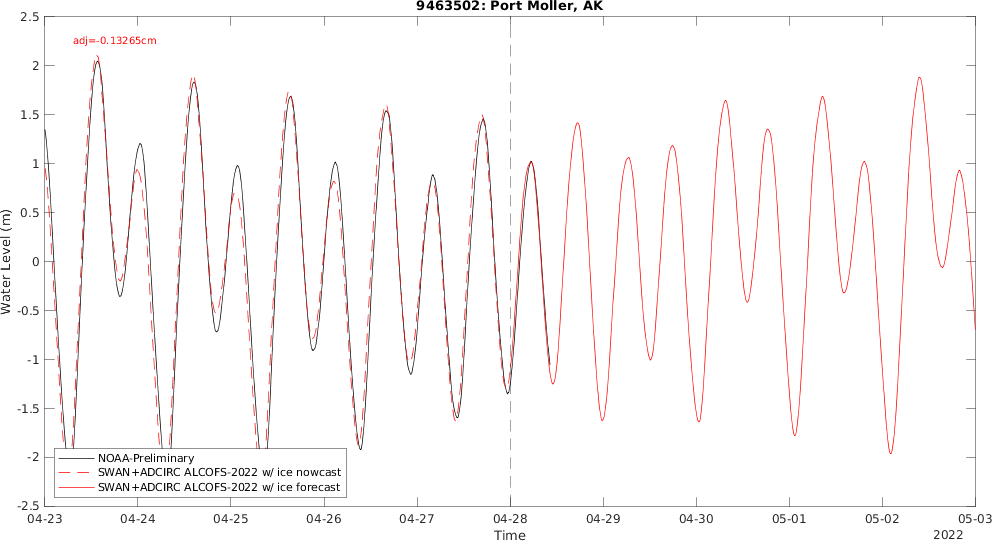 9463502: Port Moller, AK
adj=-0.13265cm
2.5
2
1.5
1
0.5
0
-0.5
-1
-1.5
-2
-2.5
Water Level (m)
NOAA-Preliminary
SWAN+ADCIRC ALCOFS-2022 w/ ice nowcast
SWAN+ADCIRC ALCOFS-2022 w/ ice forecast
04-23 04-24 04-25 04-26 04-27 04-28 04-29 04-30 05-01 05-02 05-03
Time
2022